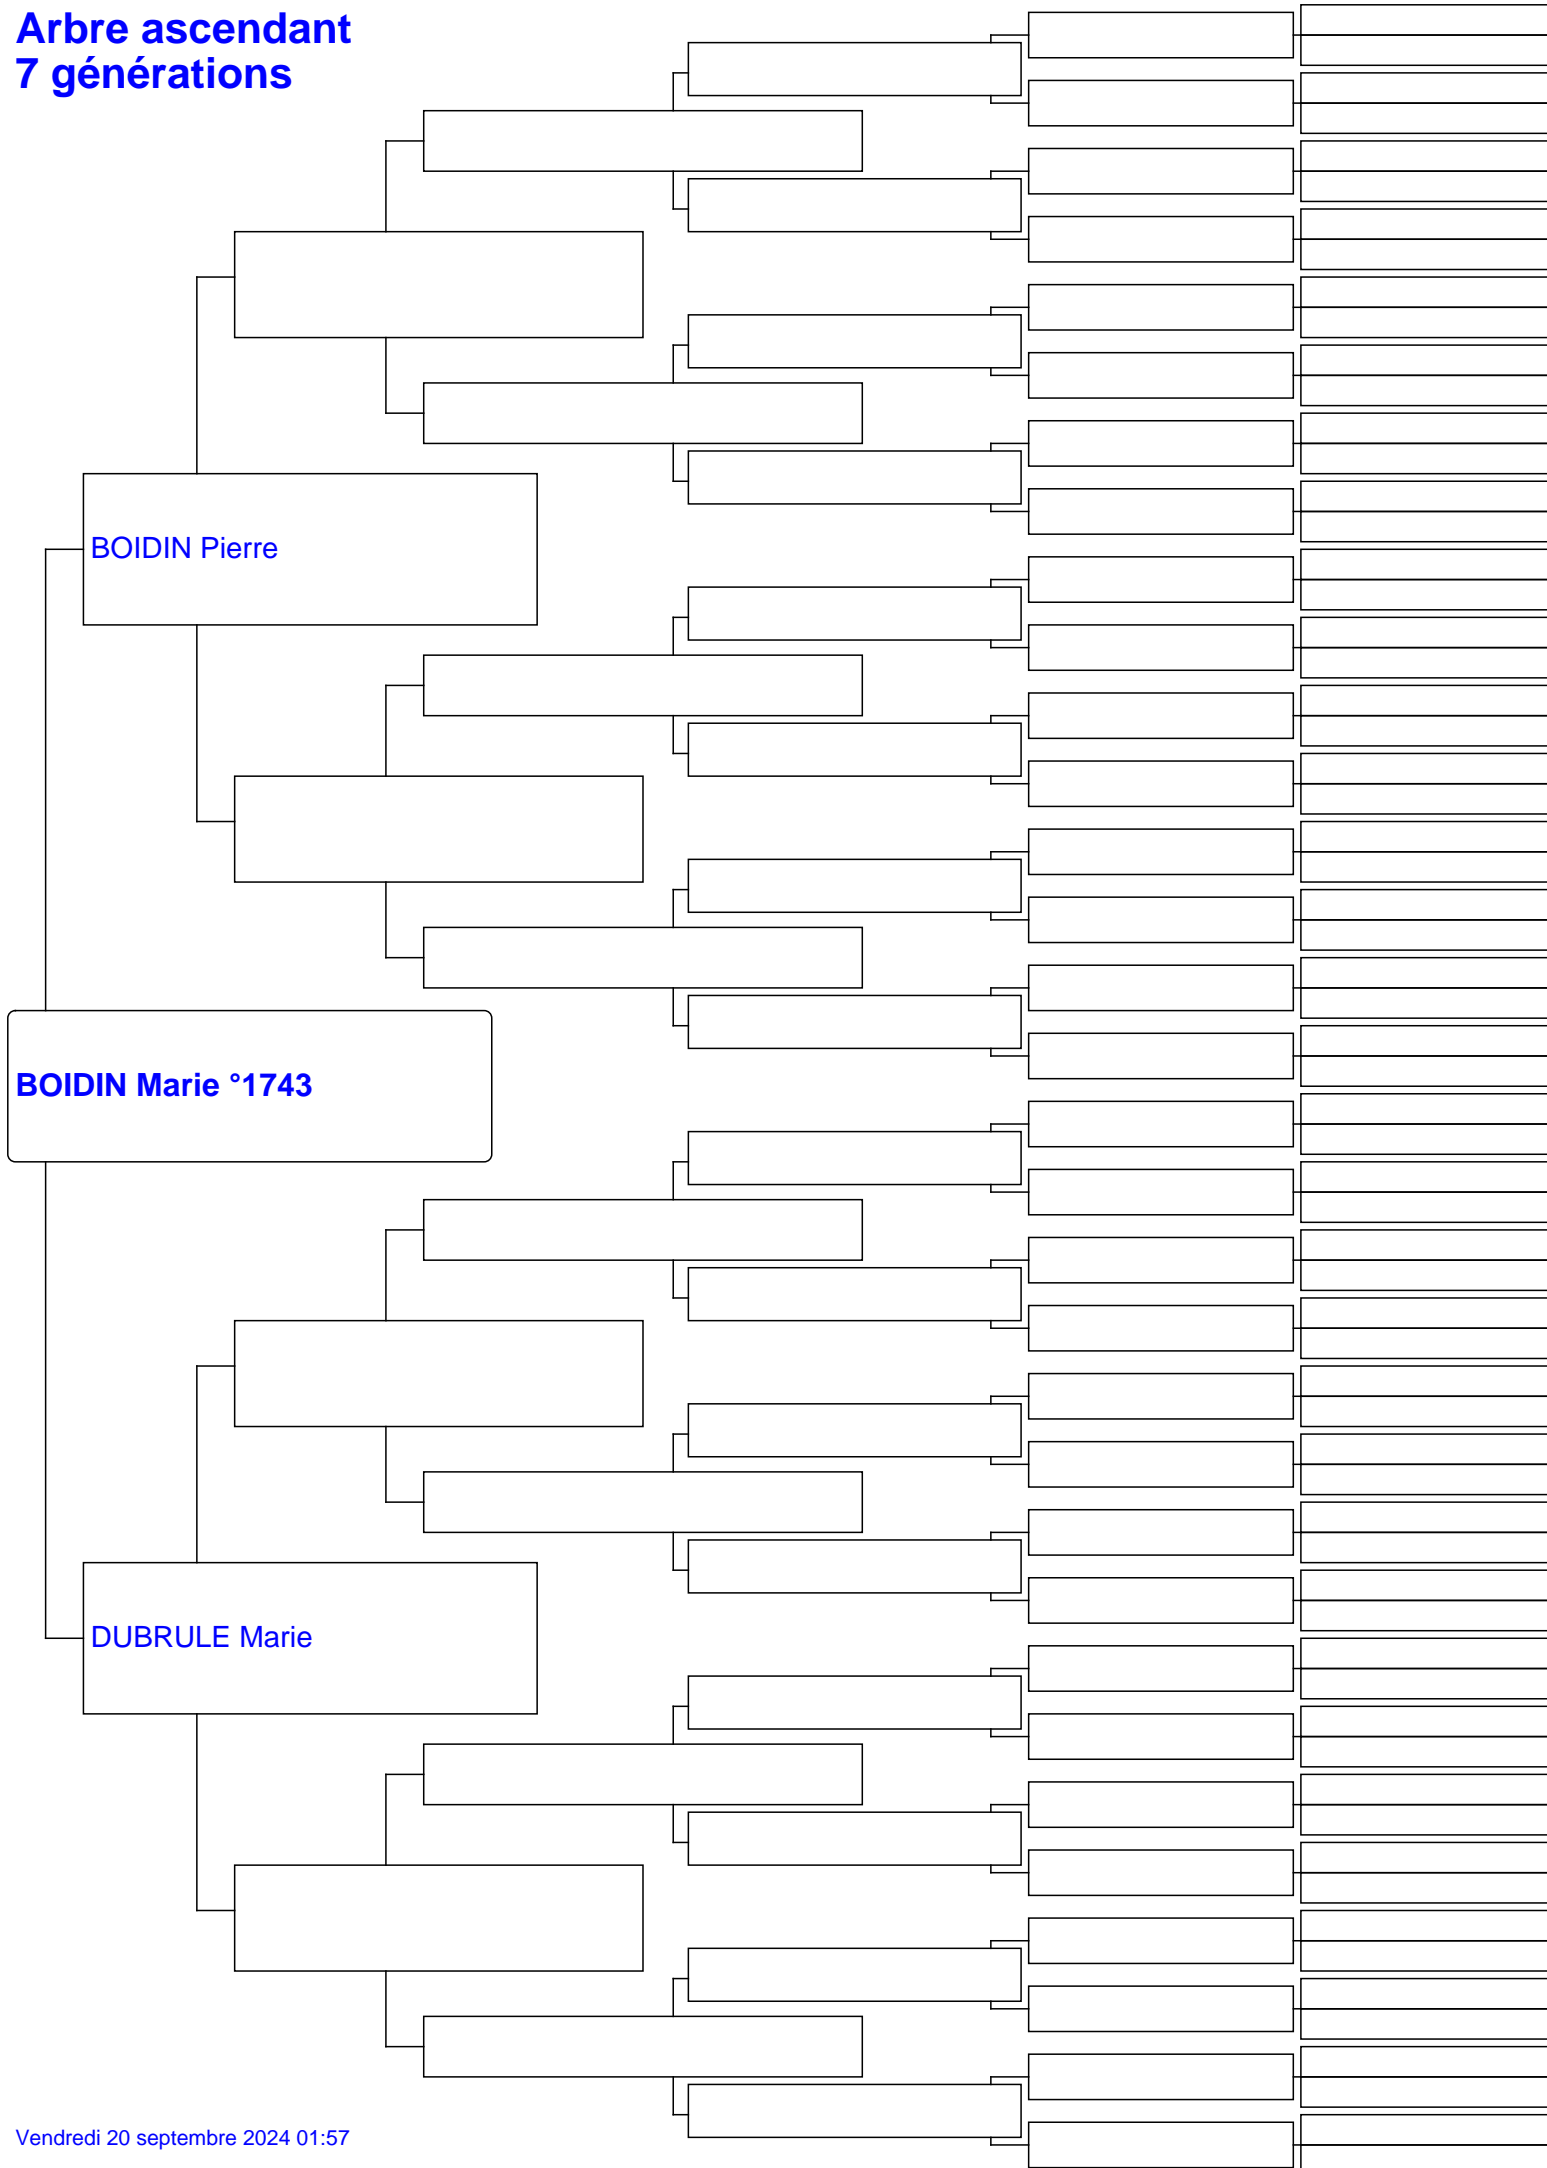 Arbre ascendant
7 générations
BOIDIN Pierre
BOIDIN Marie °1743
DUBRULE Marie
Vendredi 20 septembre 2024 01:57